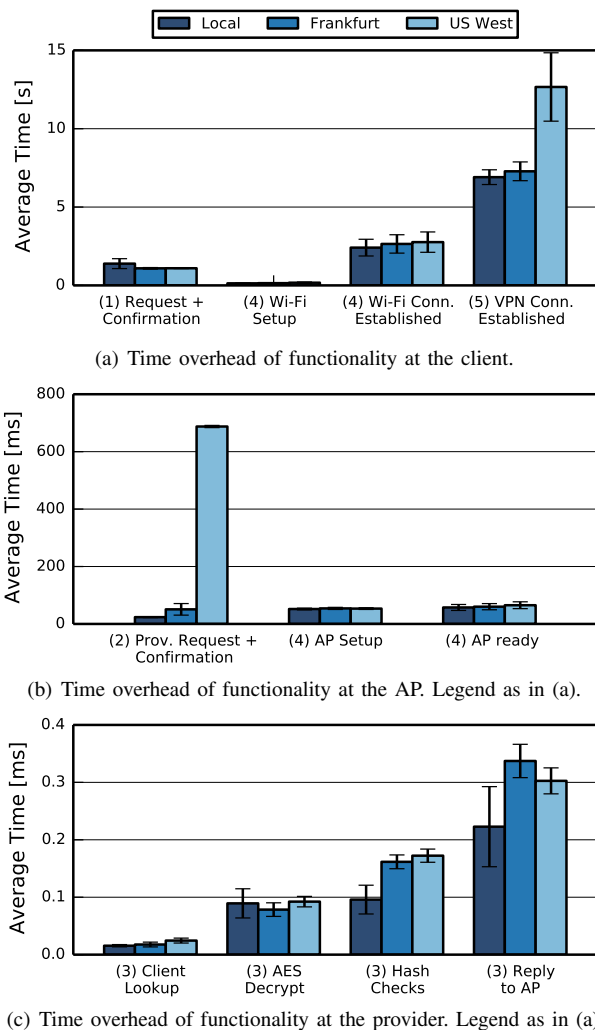 Local Frankfurt US West
15
10
5
0
Average Time [s]
(1) Request + Confirmation
(4) Wi-Fi Setup
(4) Wi-Fi Conn. Established
(5) VPN Conn. Established
(a) Time overhead of functionality at the client.
800
600
400
200
0
Average Time [ms]
(2) Prov. Request + Confirmation
(4) AP Setup
(4) AP ready
(b) Time overhead of functionality at the AP. Legend as in (a).
0.4
0.3
0.2
0.1
0.0
Average Time [ms]
(3) Client Lookup
(3) AES Decrypt
(3) Hash Checks
(3) Reply to AP
(c) Time overhead of functionality at the provider. Legend as in (a)